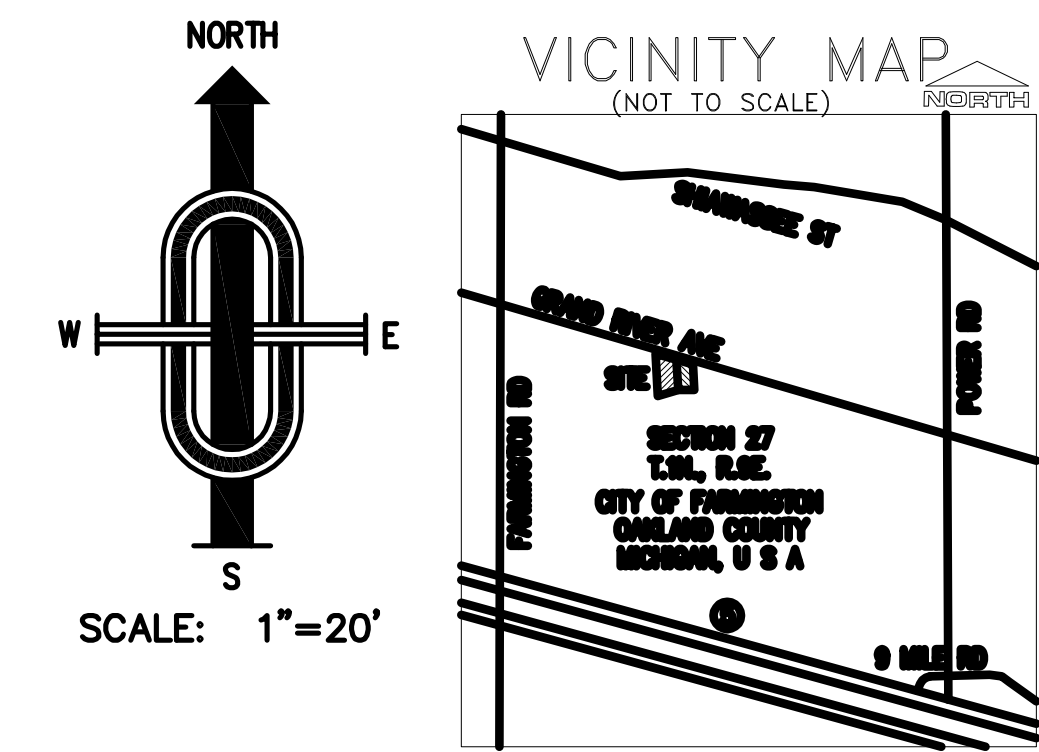 NORTH
W
E
S
SCALE: 1"=20'
VICINITY MAP
(NOT TO SCALE)
NORTH
SHIAWASSEE ST
GRAND RIVER AVE
POWER RD
SITE
FARMINGTON RD
SECTION 27
T.1N., R.9E.
CITY OF FARMINGTON
OAKLAND COUNTY
MICHIGAN, U S A
9 MILE RD